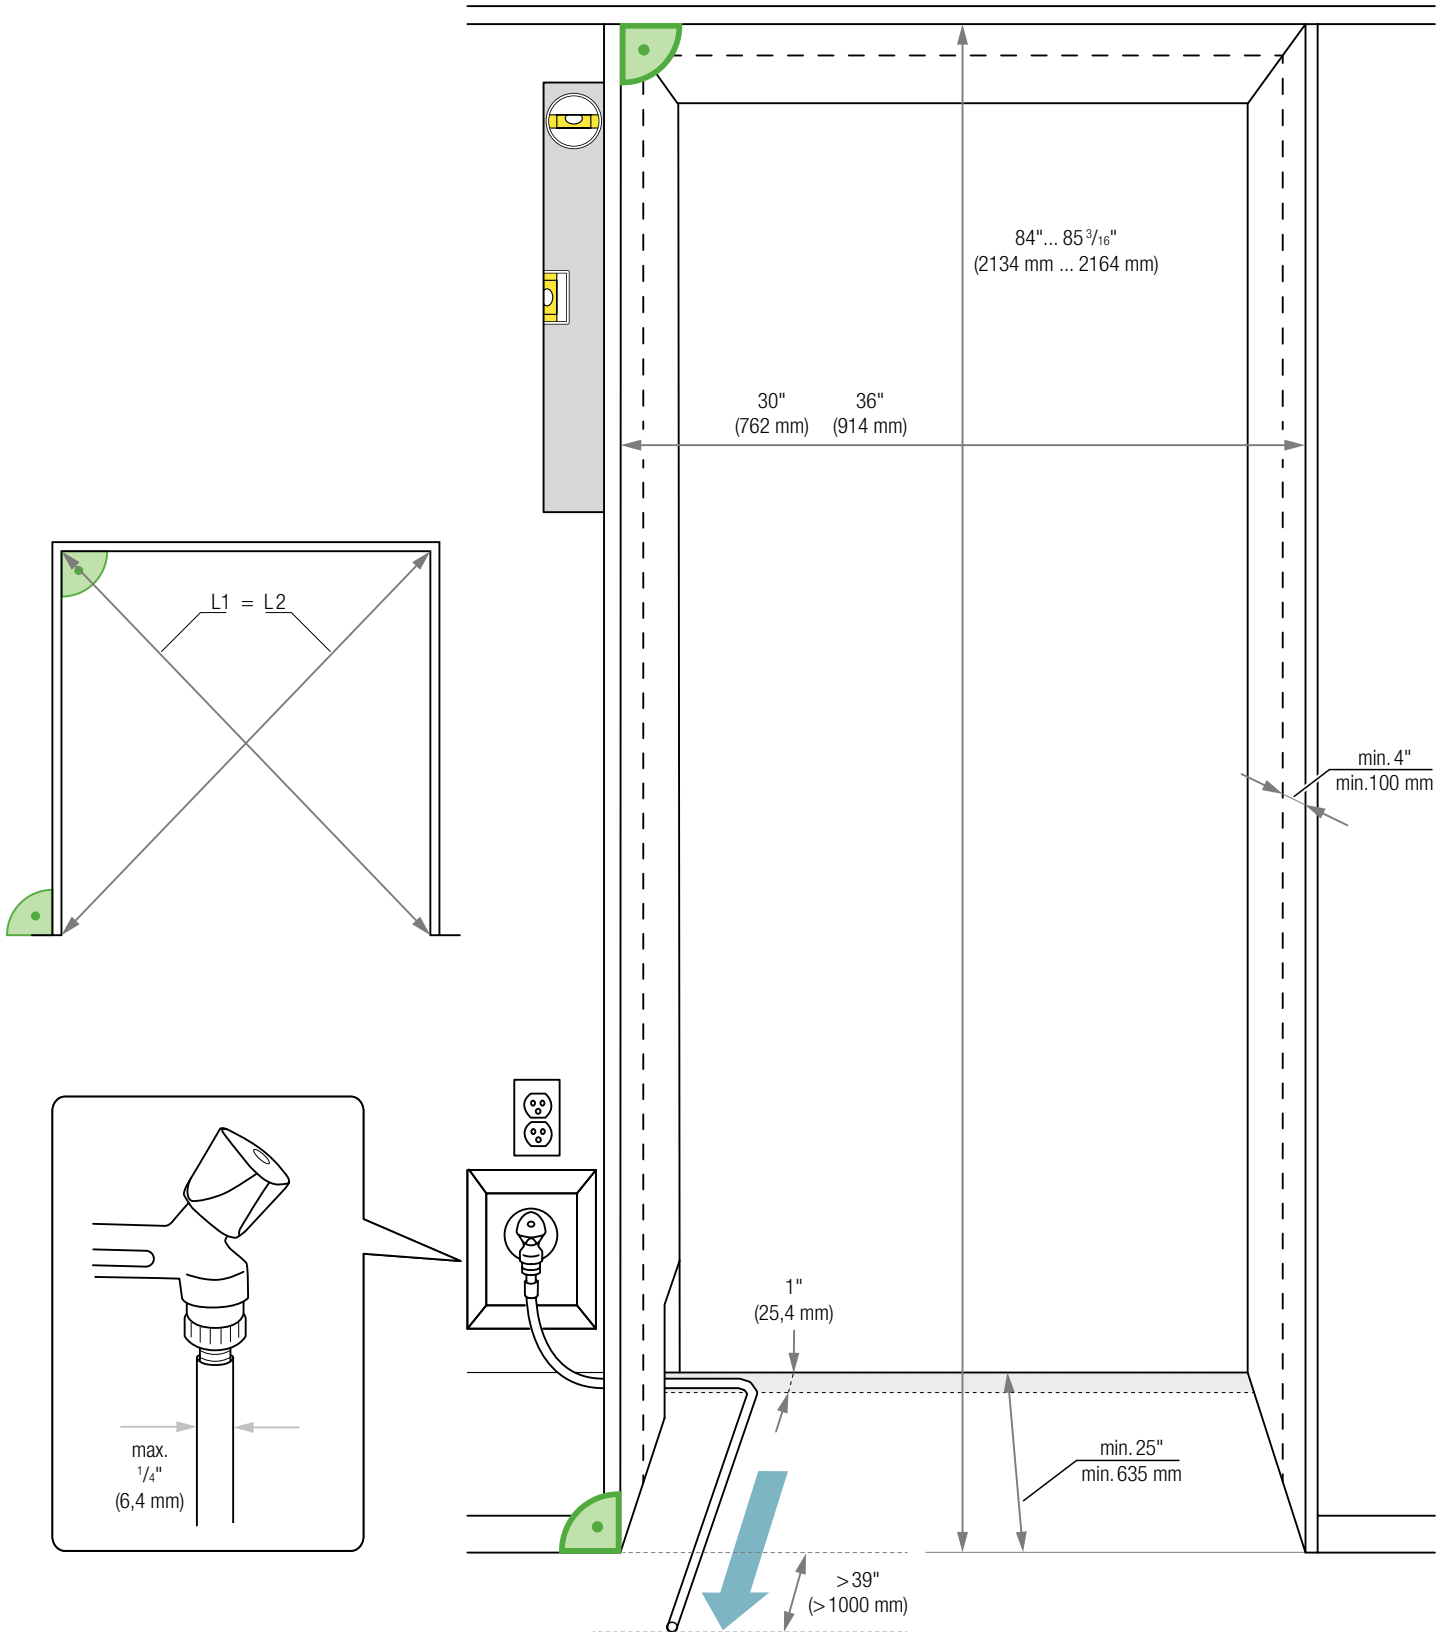 84"... 85 3/16"
(2134 mm ... 2164 mm)
30" 36"
(762 mm) (914 mm)
L1 = L2
min. 4"
min. 100 mm
1"
(25,4 mm)
max.
1/4"
(6,4 mm)
min. 25"
min. 635 mm
>39"
(>1000 mm)